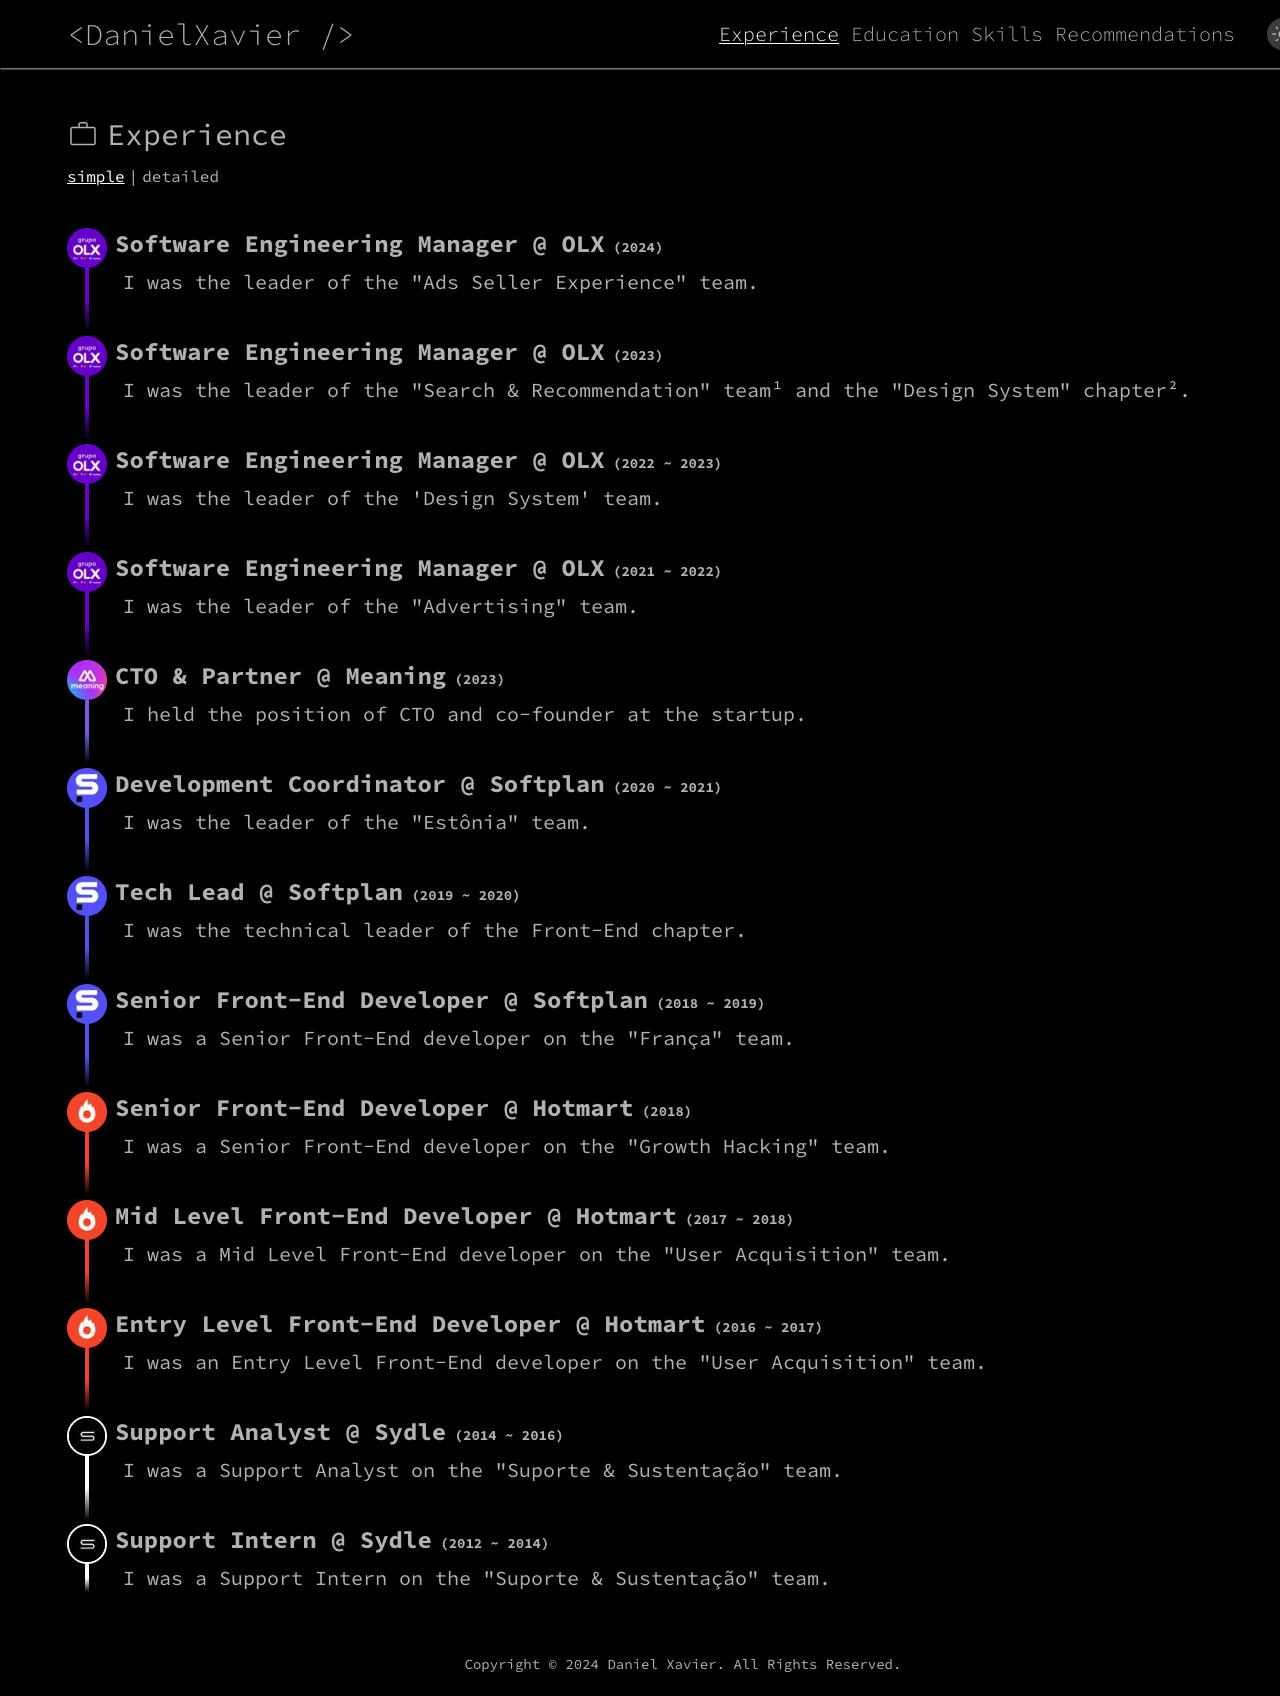 <DanielXavier />
Experience Education Skills Recommendations
Experience
simple | detailed
grupo
OLX
Software Engineering Manager @ OLX (2024)
I was the leader of the "Ads Seller Experience" team.
grupo
OLX
Software Engineering Manager @ OLX (2023)
I was the leader of the "Search & Recommendation" team¹ and the "Design System" chapter².
grupo
OLX
Software Engineering Manager @ OLX (2022 ~ 2023)
I was the leader of the 'Design System' team.
grupo
OLX
Software Engineering Manager @ OLX (2021 ~ 2022)
I was the leader of the "Advertising" team.
meaning
CTO & Partner @ Meaning (2023)
I held the position of CTO and co-founder at the startup.
Development Coordinator @ Softplan (2020 ~ 2021)
I was the leader of the "Estônia" team.
Tech Lead @ Softplan (2019 ~ 2020)
I was the technical leader of the Front-End chapter.
Senior Front-End Developer @ Softplan (2018 ~ 2019)
I was a Senior Front-End developer on the "França" team.
Senior Front-End Developer @ Hotmart (2018)
I was a Senior Front-End developer on the "Growth Hacking" team.
Mid Level Front-End Developer @ Hotmart (2017 ~ 2018)
I was a Mid Level Front-End developer on the "User Acquisition" team.
Entry Level Front-End Developer @ Hotmart (2016 ~ 2017)
I was an Entry Level Front-End developer on the "User Acquisition" team.
Support Analyst @ Sydle (2014 ~ 2016)
I was a Support Analyst on the "Suporte & Sustentação" team.
Support Intern @ Sydle (2012 ~ 2014)
I was a Support Intern on the "Suporte & Sustentação" team.
Copyright © 2024 Daniel Xavier. All Rights Reserved.